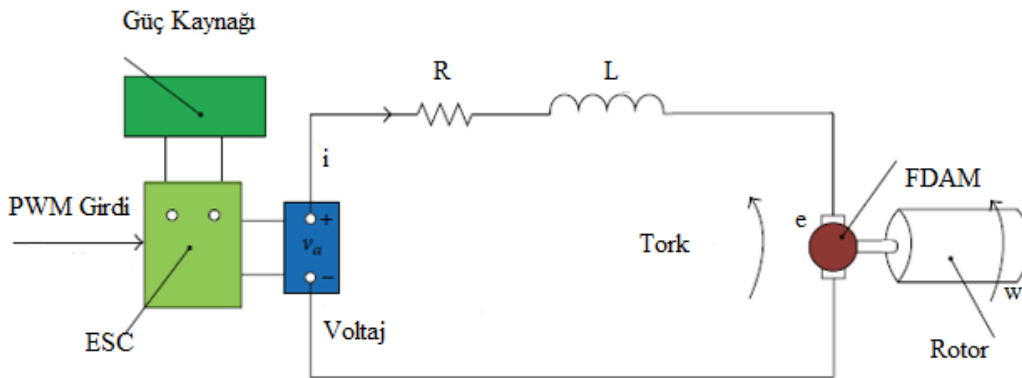 Güç Kaynağı
R
L
i
FDAM
PWM Girdi
+
v_a
−
e
Tork
w
ESC
Voltaj
Rotor